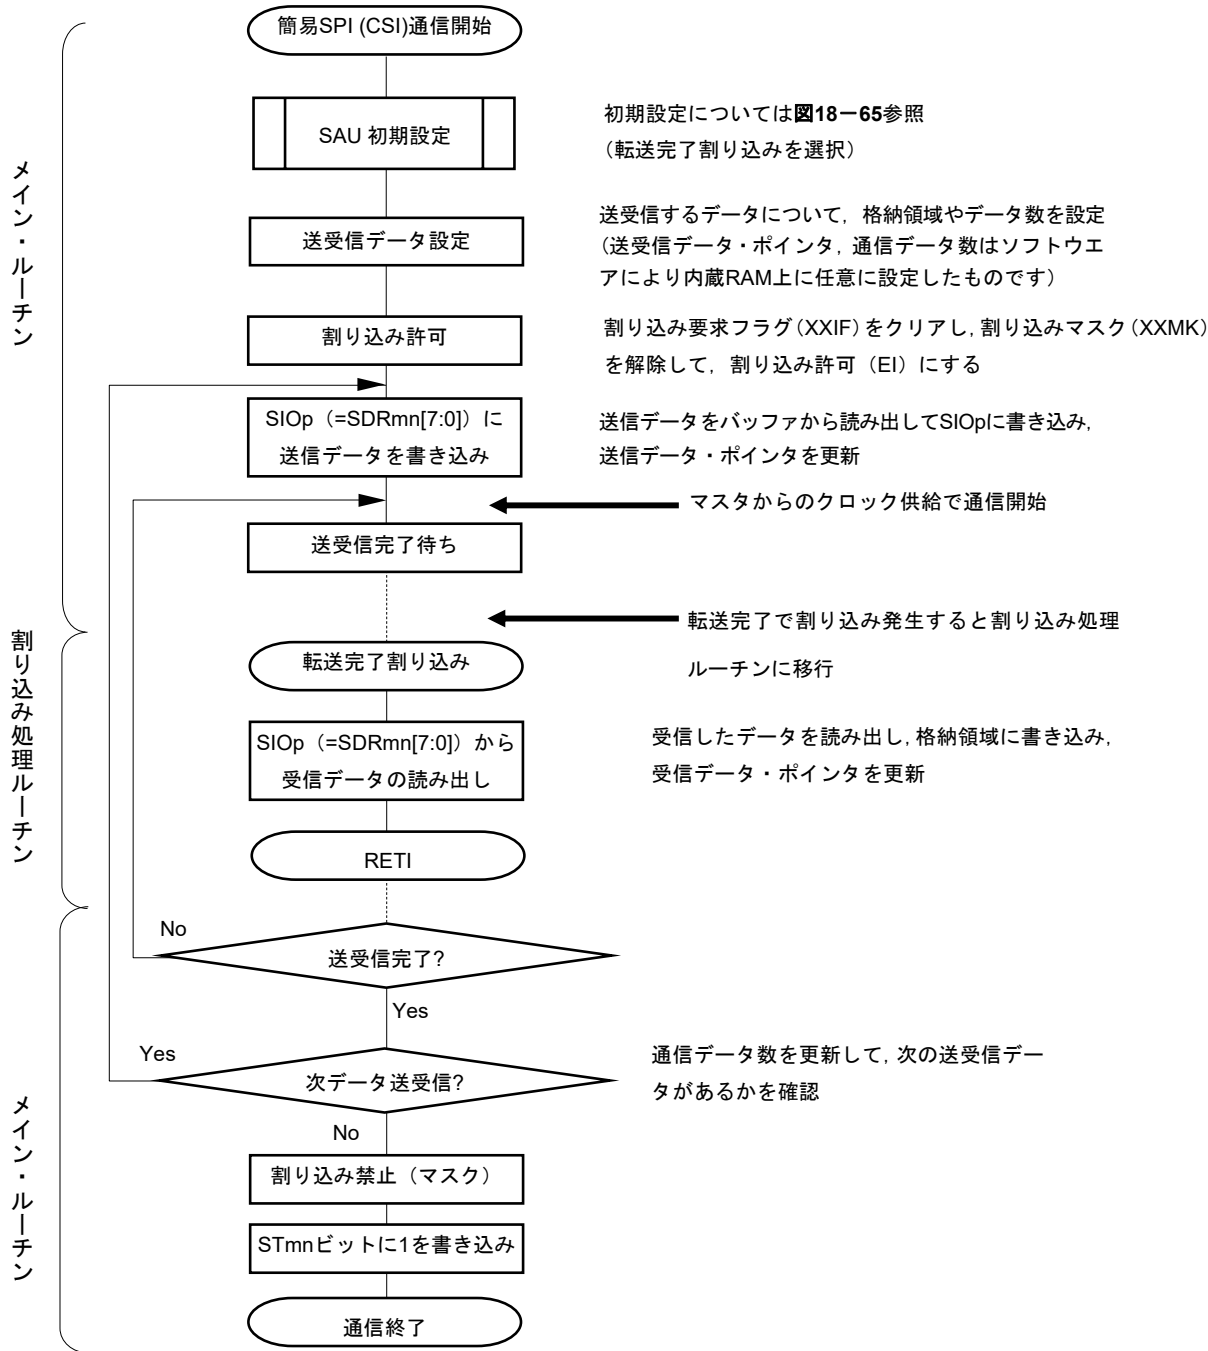 簡易SPI (CSI)通信開始
SAU 初期設定
初期設定については図18－65参照
（転送完了割り込みを選択）
メイン・ルーチン
送受信データ設定
送受信するデータについて，格納領域やデータ数を設定
（送受信データ・ポインタ，通信データ数はソフトウエ
アにより内蔵RAM上に任意に設定したものです）
割り込み許可
割り込み要求フラグ（XXIF）をクリアし，割り込みマスク（XXMK）
を解除して，割り込み許可（EI）にする
SIOp（=SDRmn[7:0]）に
送信データを書き込み
送信データをバッファから読み出してSIOpに書き込み，
送信データ・ポインタを更新
マスタからのクロック供給で通信開始
送受信完了待ち
転送完了で割り込み発生すると割り込み処理
ルーチンに移行
割り込み処理ルーチン
転送完了割り込み
SIOp（=SDRmn[7:0]）から
受信データの読み出し
受信したデータを読み出し，格納領域に書き込み，
受信データ・ポインタを更新
RETI
No
送受信完了?
Yes
Yes
次データ送受信?
通信データ数を更新して，次の送受信デー
タがあるかを確認
No
メイン・ルーチン
割り込み禁止（マスク）
STmnビットに1を書き込み
通信終了